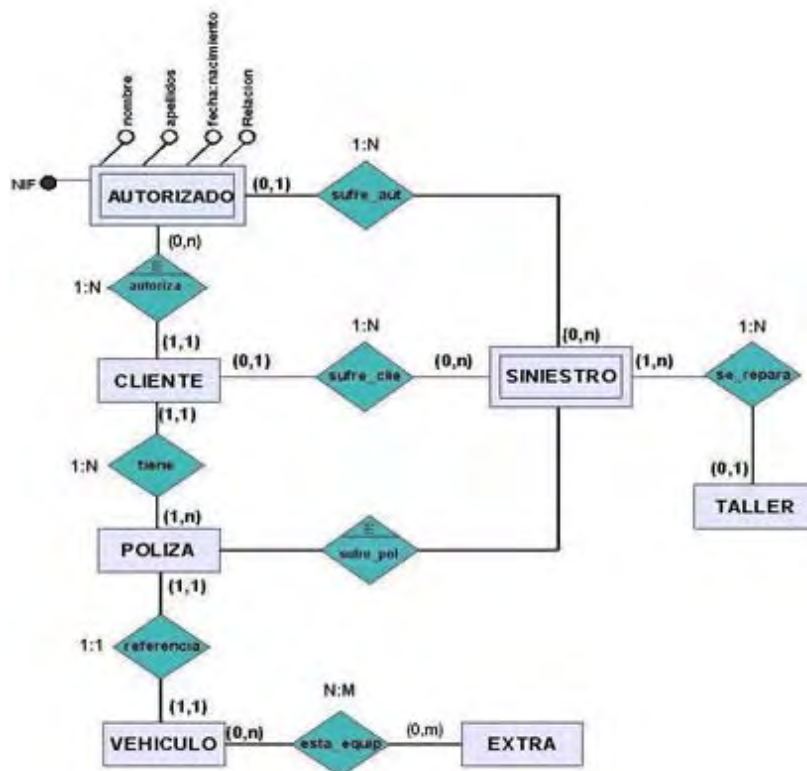 nombre
apellidos
fecha:nacimiento
Relacion
NIF
AUTORIZADO
(0,1)
1:N
sufre_aut
(0,n)
1:N
E
autoriza
(1,1)
CLIENTE
(0,1)
1:N
sufre_clie
(0,n)
(0,n)
SINIESTRO
(1,n)
1:N
se_repara
(0,1)
TALLER
(1,1)
1:N
tiene
(1,n)
POLIZA
E
sufre_pol
(1,1)
1:1
referencia
(1,1)
VEHICULO
(0,n)
N:M
esta_equip
(0,m)
EXTRA